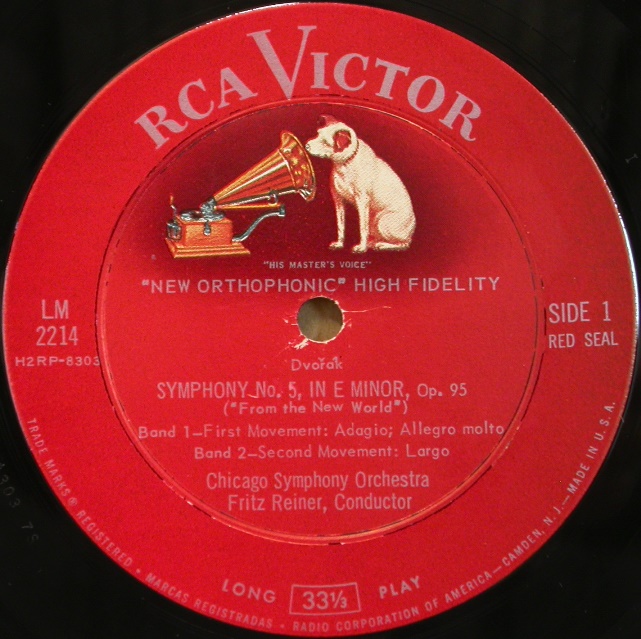 RCA VICTOR
"HIS MASTER'S VOICE"
"NEW ORTHOPHONIC" HIGH FIDELITY
LM
2214
H2RP-8303
SIDE 1
RED SEAL
Dvořák
SYMPHONY No. 5, IN E MINOR, Op. 95
("From the New World")
Band 1—First Movement: Adagio; Allegro molto
Band 2—Second Movement: Largo
Chicago Symphony Orchestra
Fritz Reiner, Conductor
LONG 33⅓ PLAY
TRADE MARKS ® REGISTERED • MARCAS REGISTRADAS • RADIO CORPORATION OF AMERICA—CAMDEN, N. J.—MADE IN U. S. A.